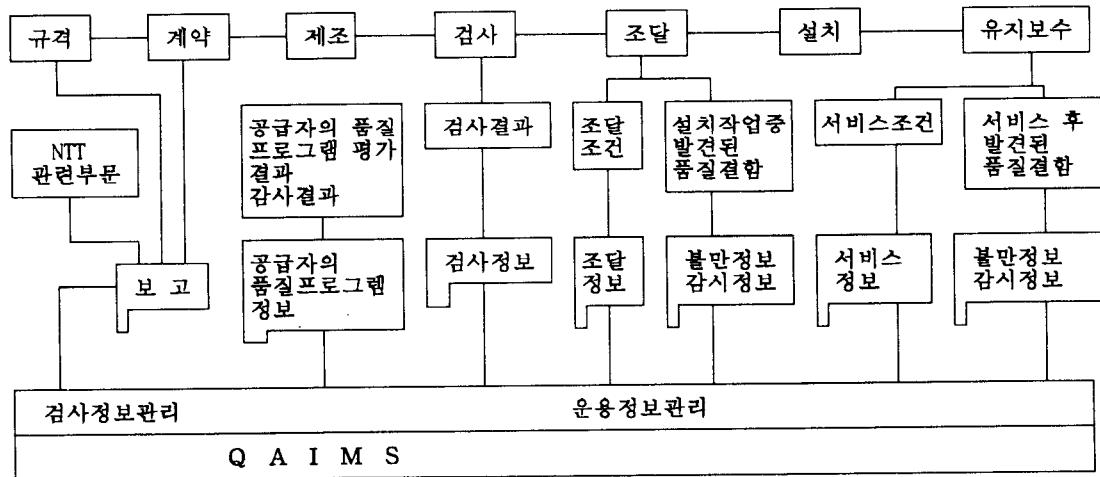 규격
계약
제조
검사
조달
설치
유지보수
NTT
관련부문
공급자의 품질
프로그램 평가
결과
감사결과
검사결과
조달
조건
설치작업중
발견된
품질결함
서비스조건
서비스 후
발견된
품질결함
보 고
공급자의
품질프로그램
정보
검사정보
조달
정보
불만정보
감시정보
서비스
정보
불만정보
감시정보
검사정보관리
운용정보관리
Q A I M S